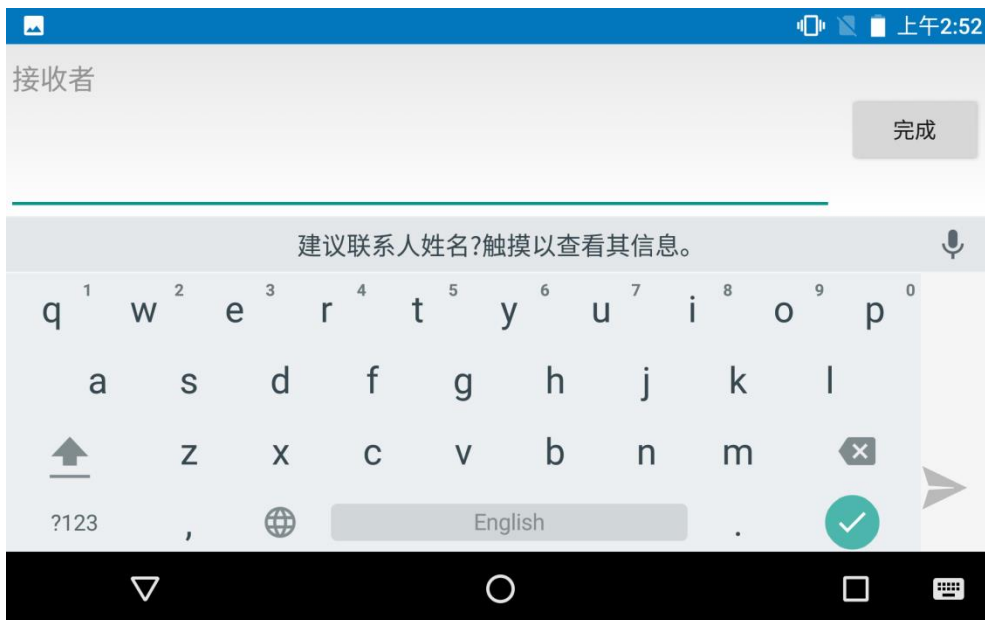 上午2:52
接收者
完成
建议联系人姓名?触摸以查看其信息。
q 1 w 2 e 3 r 4 t 5 y 6 u 7 i 8 o 9 p 0
a s d f g h j k l
z x c v b n m
?123 , English .